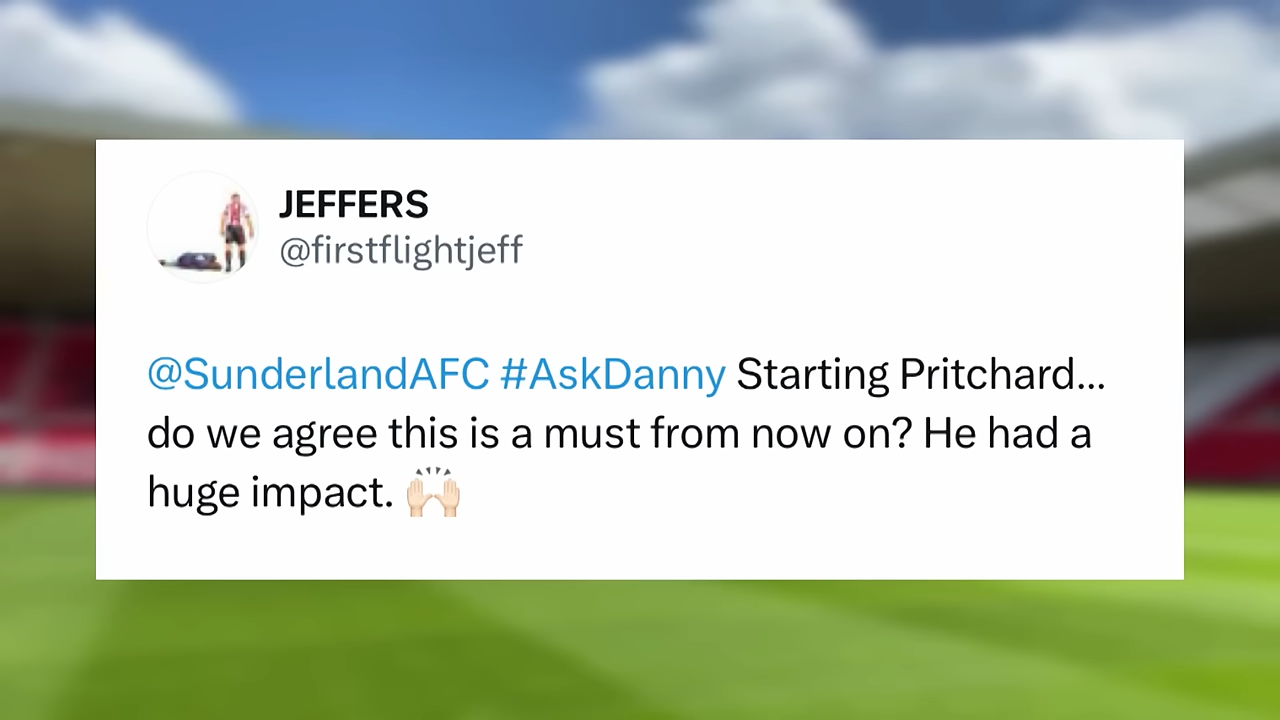 JEFFERS
@firstflightjeff
@SunderlandAFC #AskDanny Starting Pritchard...
do we agree this is a must from now on? He had a
huge impact. 🙌🏻